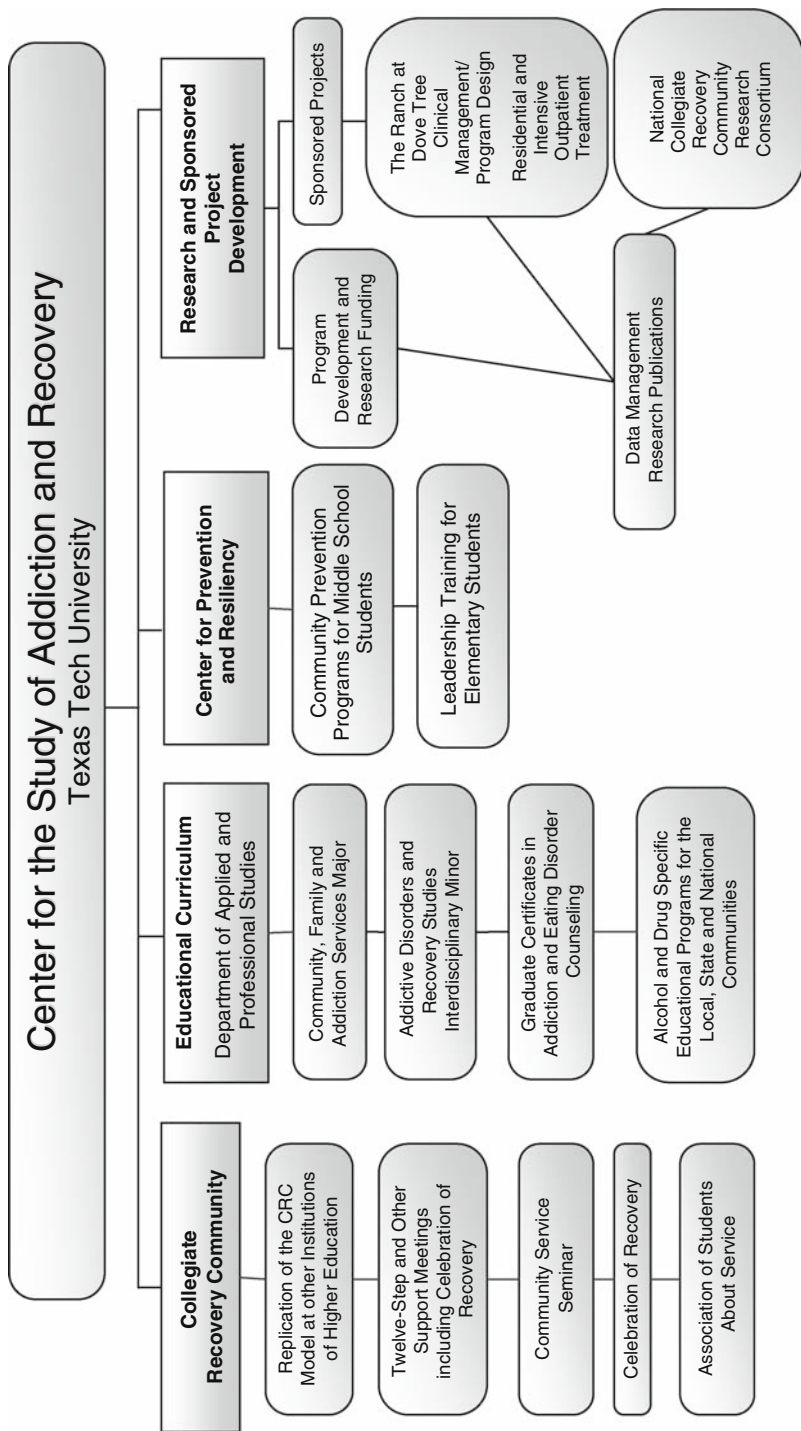 Center for the Study of Addiction and Recovery
Texas Tech University
Collegiate
Recovery Community
Replication of the CRC
Model at other Institutions
of Higher Education
Twelve-Step and Other
Support Meetings
including Celebration of
Recovery
Community Service
Seminar
Celebration of Recovery
Association of Students
About Service
Educational Curriculum
Department of Applied and
Professional Studies
Community, Family and
Addiction Services Major
Addictive Disorders and
Recovery Studies
Interdisciplinary Minor
Graduate Certificates in
Addiction and Eating Disorder
Counseling
Alcohol and Drug Specific
Educational Programs for the
Local, State and National
Communities
Center for Prevention
and Resiliency
Community Prevention
Programs for Middle School
Students
Leadership Training for
Elementary Students
Research and Sponsored
Project
Development
Program
Development and
Research Funding
Sponsored Projects
The Ranch at
Dove Tree
Clinical
Management/
Program Design
Residential and
Intensive
Outpatient
Treatment
Data Management
Research Publications
National
Collegiate
Recovery
Community
Research
Consortium